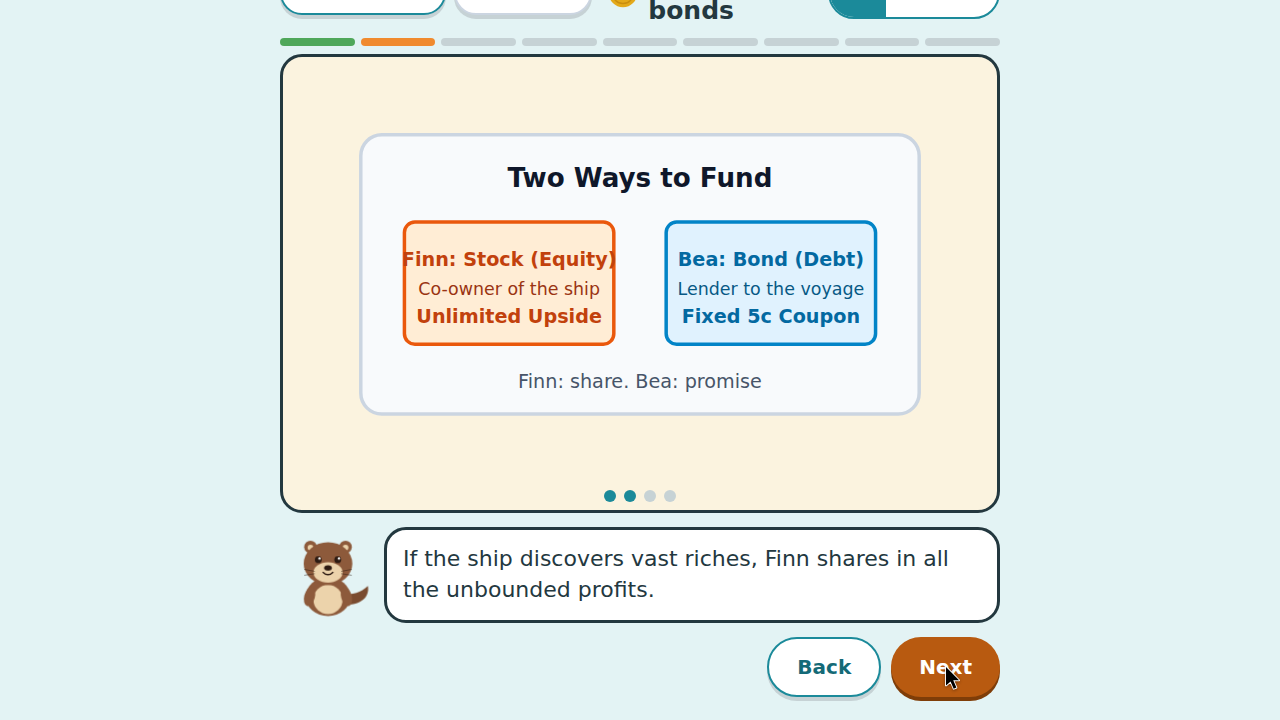 bonds
Two Ways to Fund
Finn: Stock (Equity)
Co-owner of the ship
Unlimited Upside
Bea: Bond (Debt)
Lender to the voyage
Fixed 5c Coupon
Finn: share. Bea: promise
If the ship discovers vast riches, Finn shares in all
the unbounded profits.
Back
Next